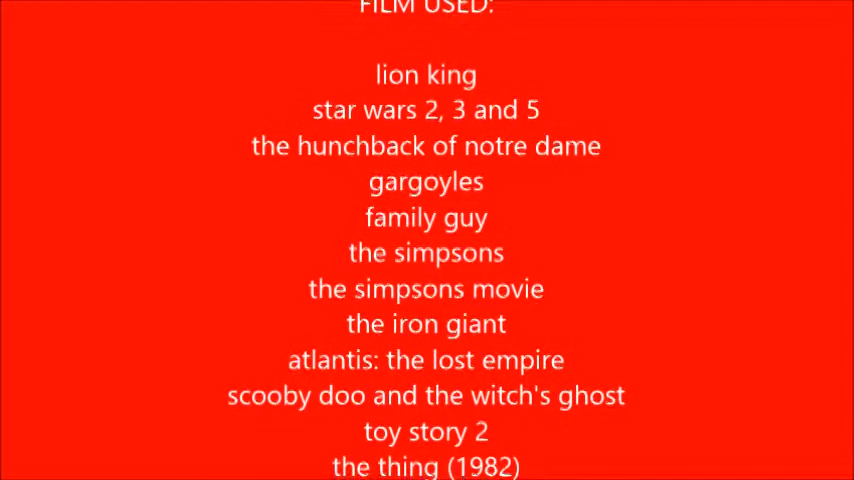 FILM USED:
lion king
star wars 2, 3 and 5
the hunchback of notre dame
gargoyles
family guy
the simpsons
the simpsons movie
the iron giant
atlantis: the lost empire
scooby doo and the witch's ghost
toy story 2
the thing (1982)